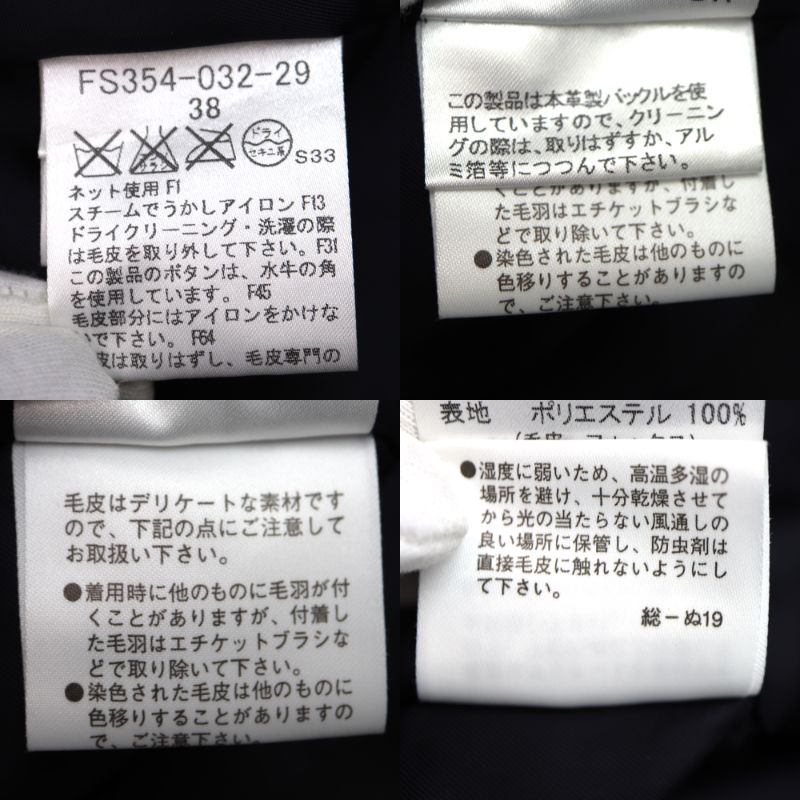 FS354-032-29
38
ドライ
セキユ系
S33
ネット使用 F1
スチームでうかしアイロン F13
ドライクリーニング・洗濯の際
は毛皮を取り外して下さい。F31
この製品のボタンは、水牛の角
を使用しています。 F45
毛皮部分にはアイロンをかけな
いで下さい。 F64
皮は取りはずし、毛皮専門の
この製品は本革製バックルを使
用していますので、クリーニン
グの際は、取りはずすか、アル
ミ箔等につつんで下さい。
くことがありますが、付着し
た毛羽はエチケットブラシな
どで取り除いて下さい。
●染色された毛皮は他のものに
色移りすることがありますの
で、ご注意下さい。
毛皮はデリケートな素材です
ので、下記の点にご注意して
お取扱い下さい。
●着用時に他のものに毛羽が付
くことがありますが、付着し
た毛羽はエチケットブラシな
どで取り除いて下さい。
●染色された毛皮は他のものに
色移りすることがありますの
で、ご注意下さい。
表地 ポリエステル 100%
●湿度に弱いため、高温多湿の
場所を避け、十分乾燥させて
から光の当たらない風通しの
良い場所に保管し、防虫剤は
直接毛皮に触れないようにし
て下さい。
総－ぬ19